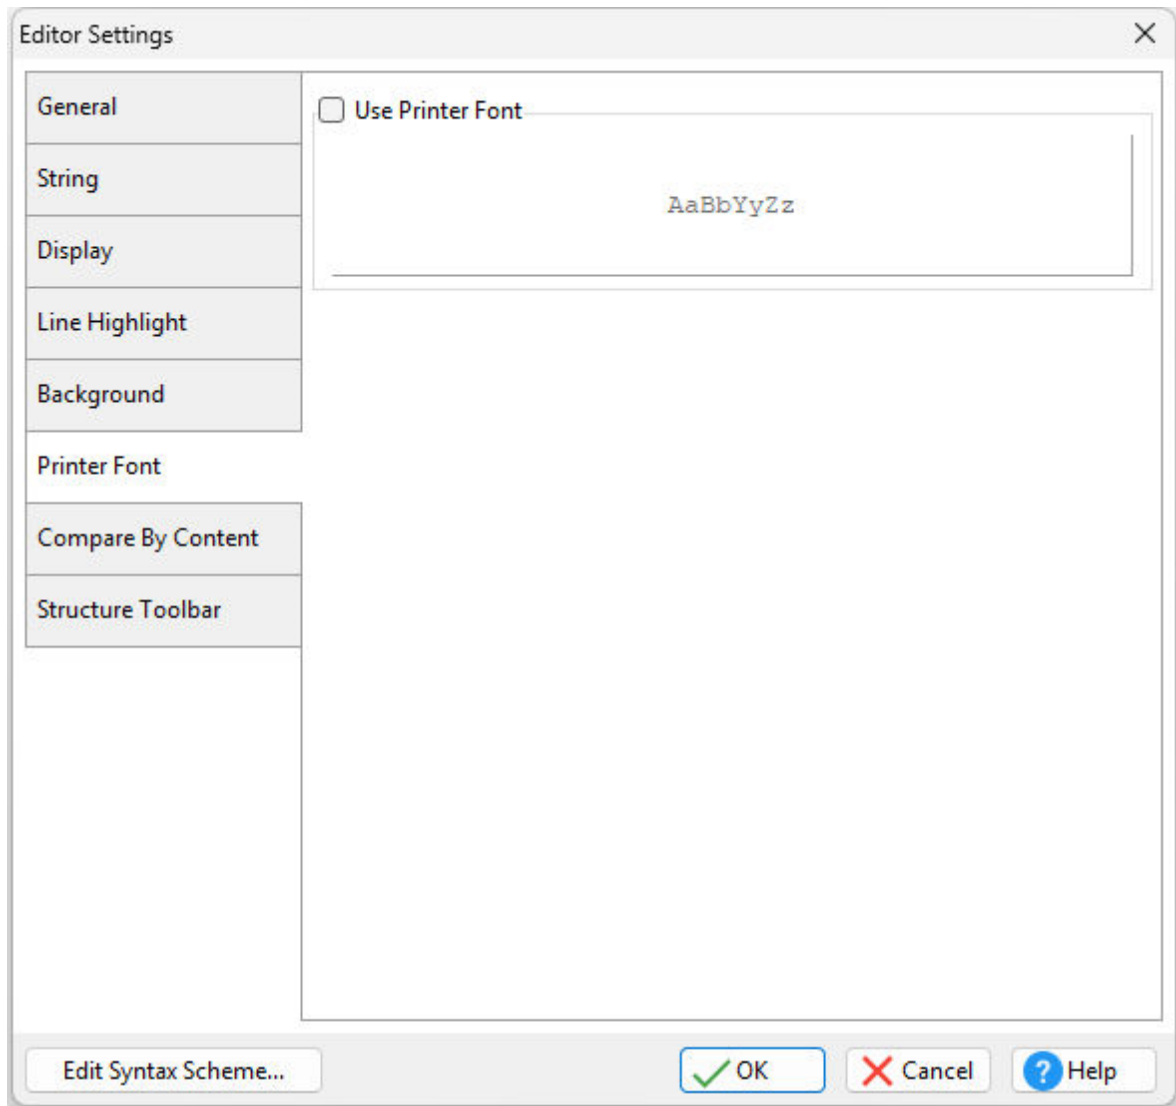 Editor Settings
General
String
Display
Line Highlight
Background
Printer Font
Compare By Content
Structure Toolbar
Use Printer Font
AaBbYyZz
Edit Syntax Scheme...
OK
Cancel
? Help